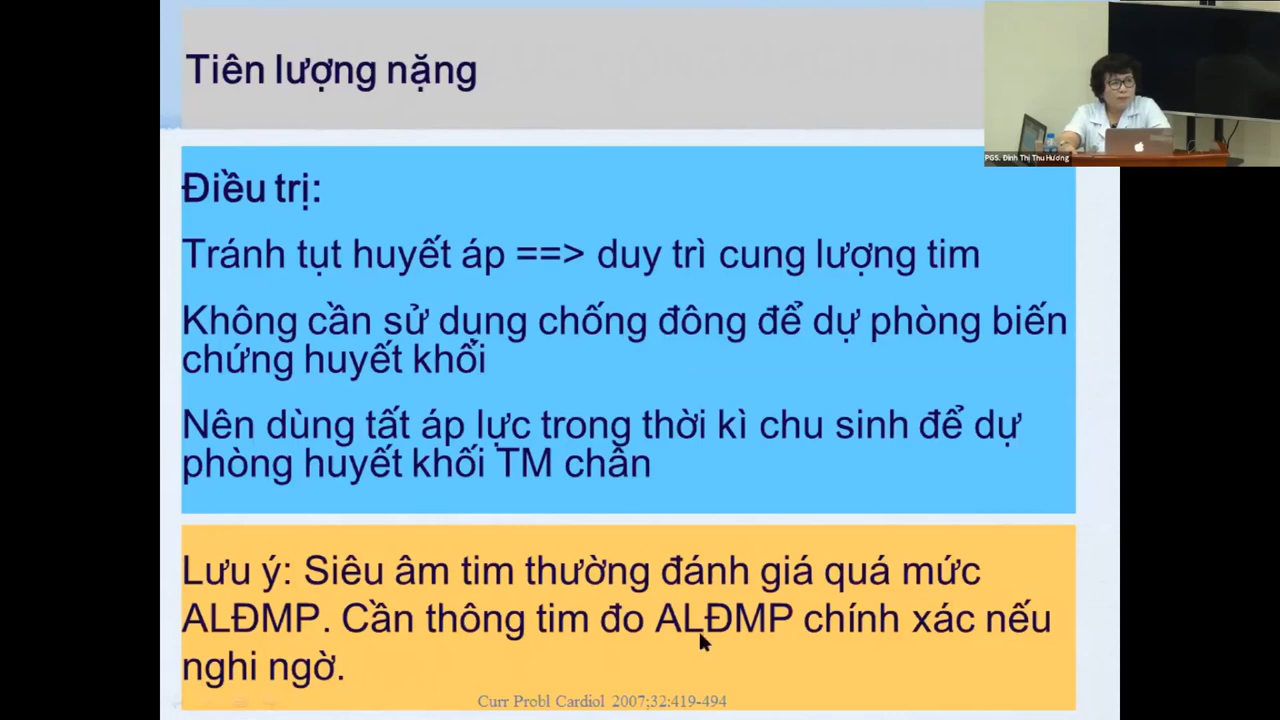 Tiên lượng nặng
PGS. Đinh Thị Thu Hương
Điều trị:
Tránh tụt huyết áp ==> duy trì cung lượng tim
Không cần sử dụng chống đông để dự phòng biến
chứng huyết khối
Nên dùng tất áp lực trong thời kì chu sinh để dự
phòng huyết khối TM chân
Lưu ý: Siêu âm tim thường đánh giá quá mức
ALĐMP. Cần thông tim đo ALĐMP chính xác nếu
nghi ngờ.
Curr Probl Cardiol 2007;32:419-494